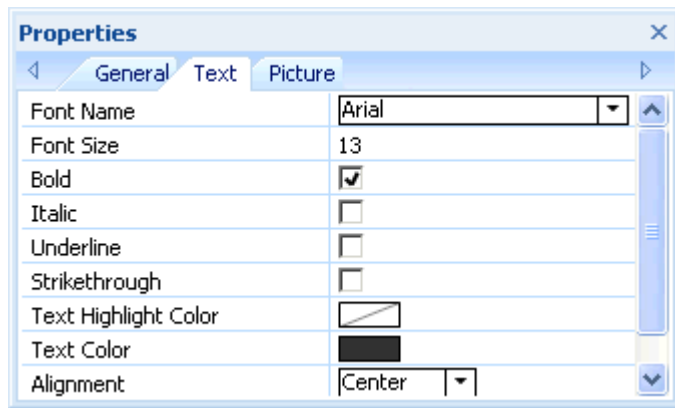 Properties
General Text Picture
Font Name Arial
Font Size 13
Bold
Italic
Underline
Strikethrough
Text Highlight Color
Text Color
Alignment Center